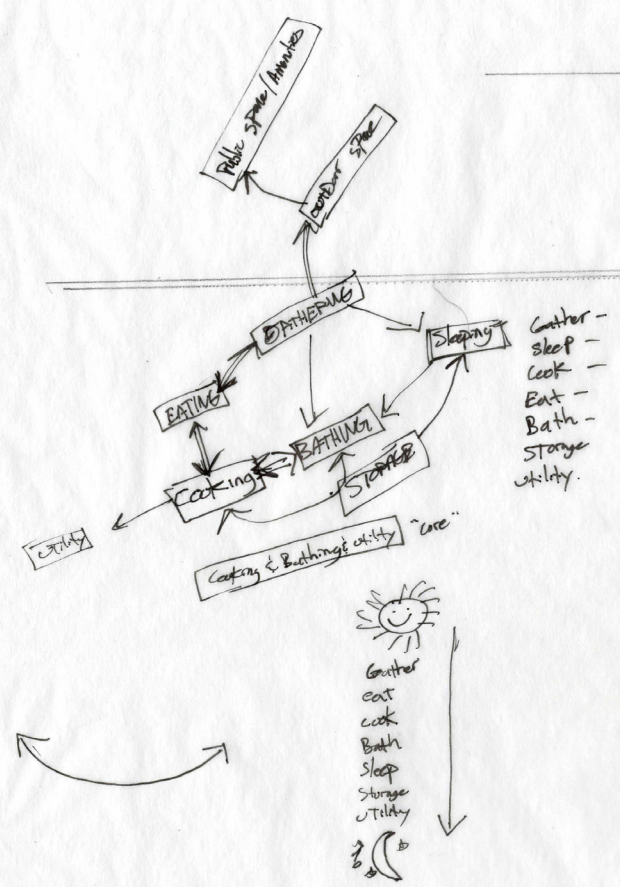 Public space/Amenities
outDoor space
GATHERING
Sleeping
EATING
BATHING
STORAGE
Cooking
utility
Cooking & Bathing & utility
"core"
Gather -
Sleep -
Cook -
Eat -
Bath -
Storage
utility.
Gather
eat
cook
Bath
Sleep
Storage
utility